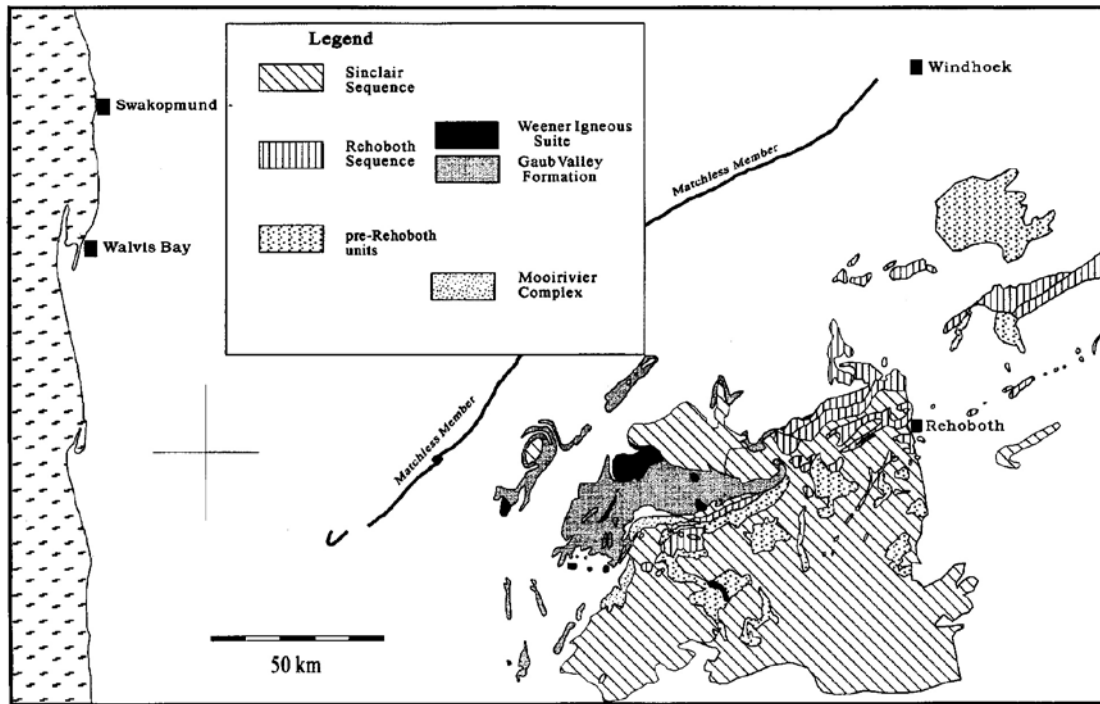 Legend
Sinclair
Sequence
Rehoboth
Sequence
pre-Rehoboth
units
Weener Igneous
Suite
Gaub Valley
Formation
Mooirivier
Complex
Swakopmund
Walvis Bay
Windhoek
Matchless Member
Matchless Member
Rehoboth
50 km